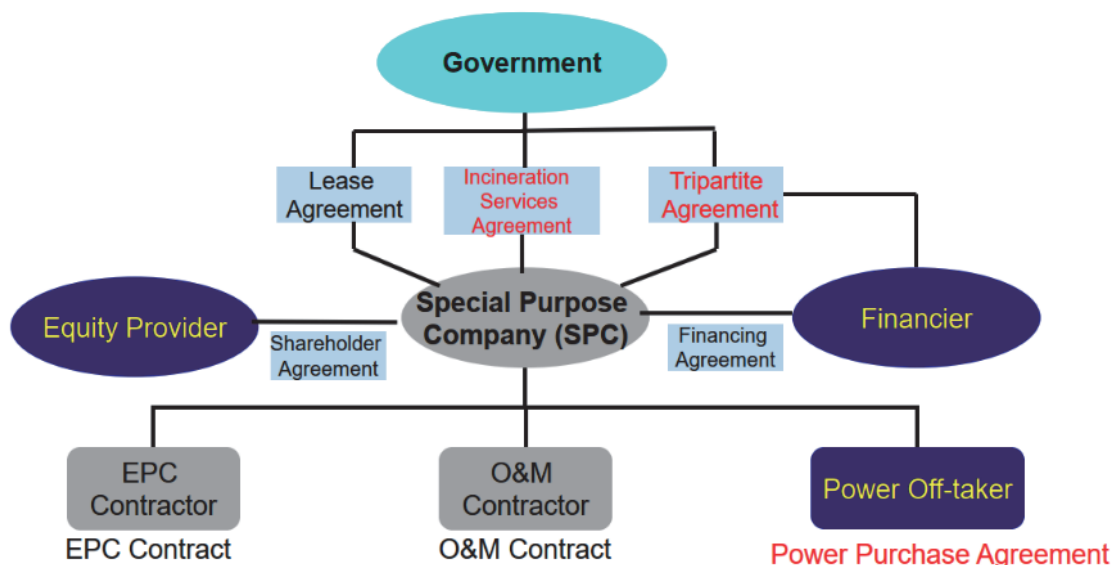 Government
Lease
Agreement
Incineration
Services
Agreement
Tripartite
Agreement
Equity Provider
Shareholder
Agreement
Special Purpose
Company (SPC)
Financing
Agreement
Financier
EPC
Contractor
EPC Contract
O&M
Contractor
O&M Contract
Power Off-taker
Power Purchase Agreement